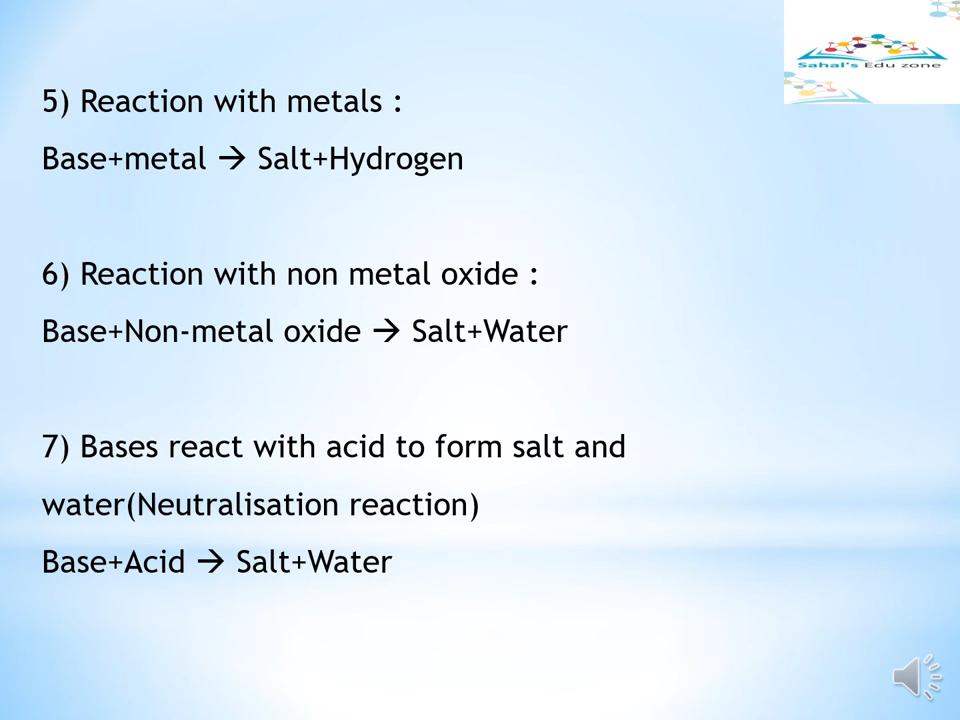 Sahal's Edu zone
5) Reaction with metals :
Base+metal → Salt+Hydrogen
6) Reaction with non metal oxide :
Base+Non-metal oxide → Salt+Water
7) Bases react with acid to form salt and
water(Neutralisation reaction)
Base+Acid → Salt+Water